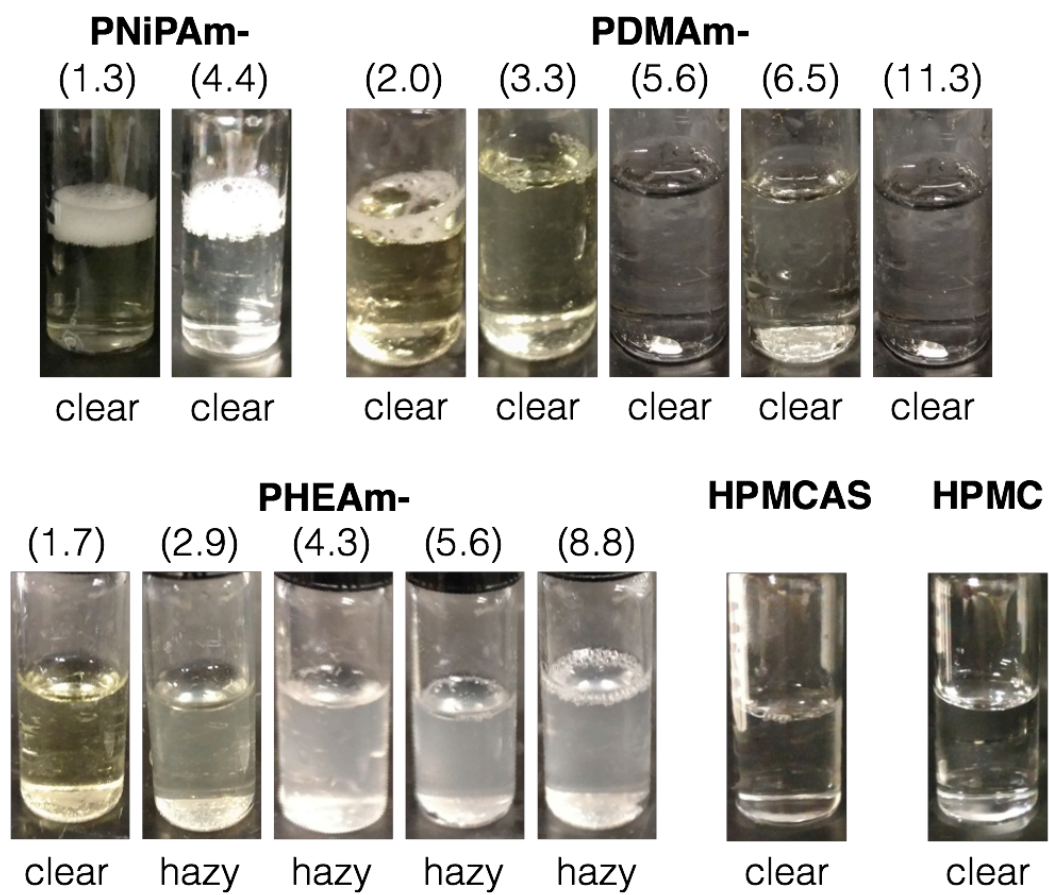 PNiPAm-
PDMAm-
(1.3) (4.4) (2.0) (3.3) (5.6) (6.5) (11.3)
clear clear clear clear clear clear clear
PHEAm-
HPMCAS HPMC
(1.7) (2.9) (4.3) (5.6) (8.8)
clear hazy hazy hazy hazy clear clear